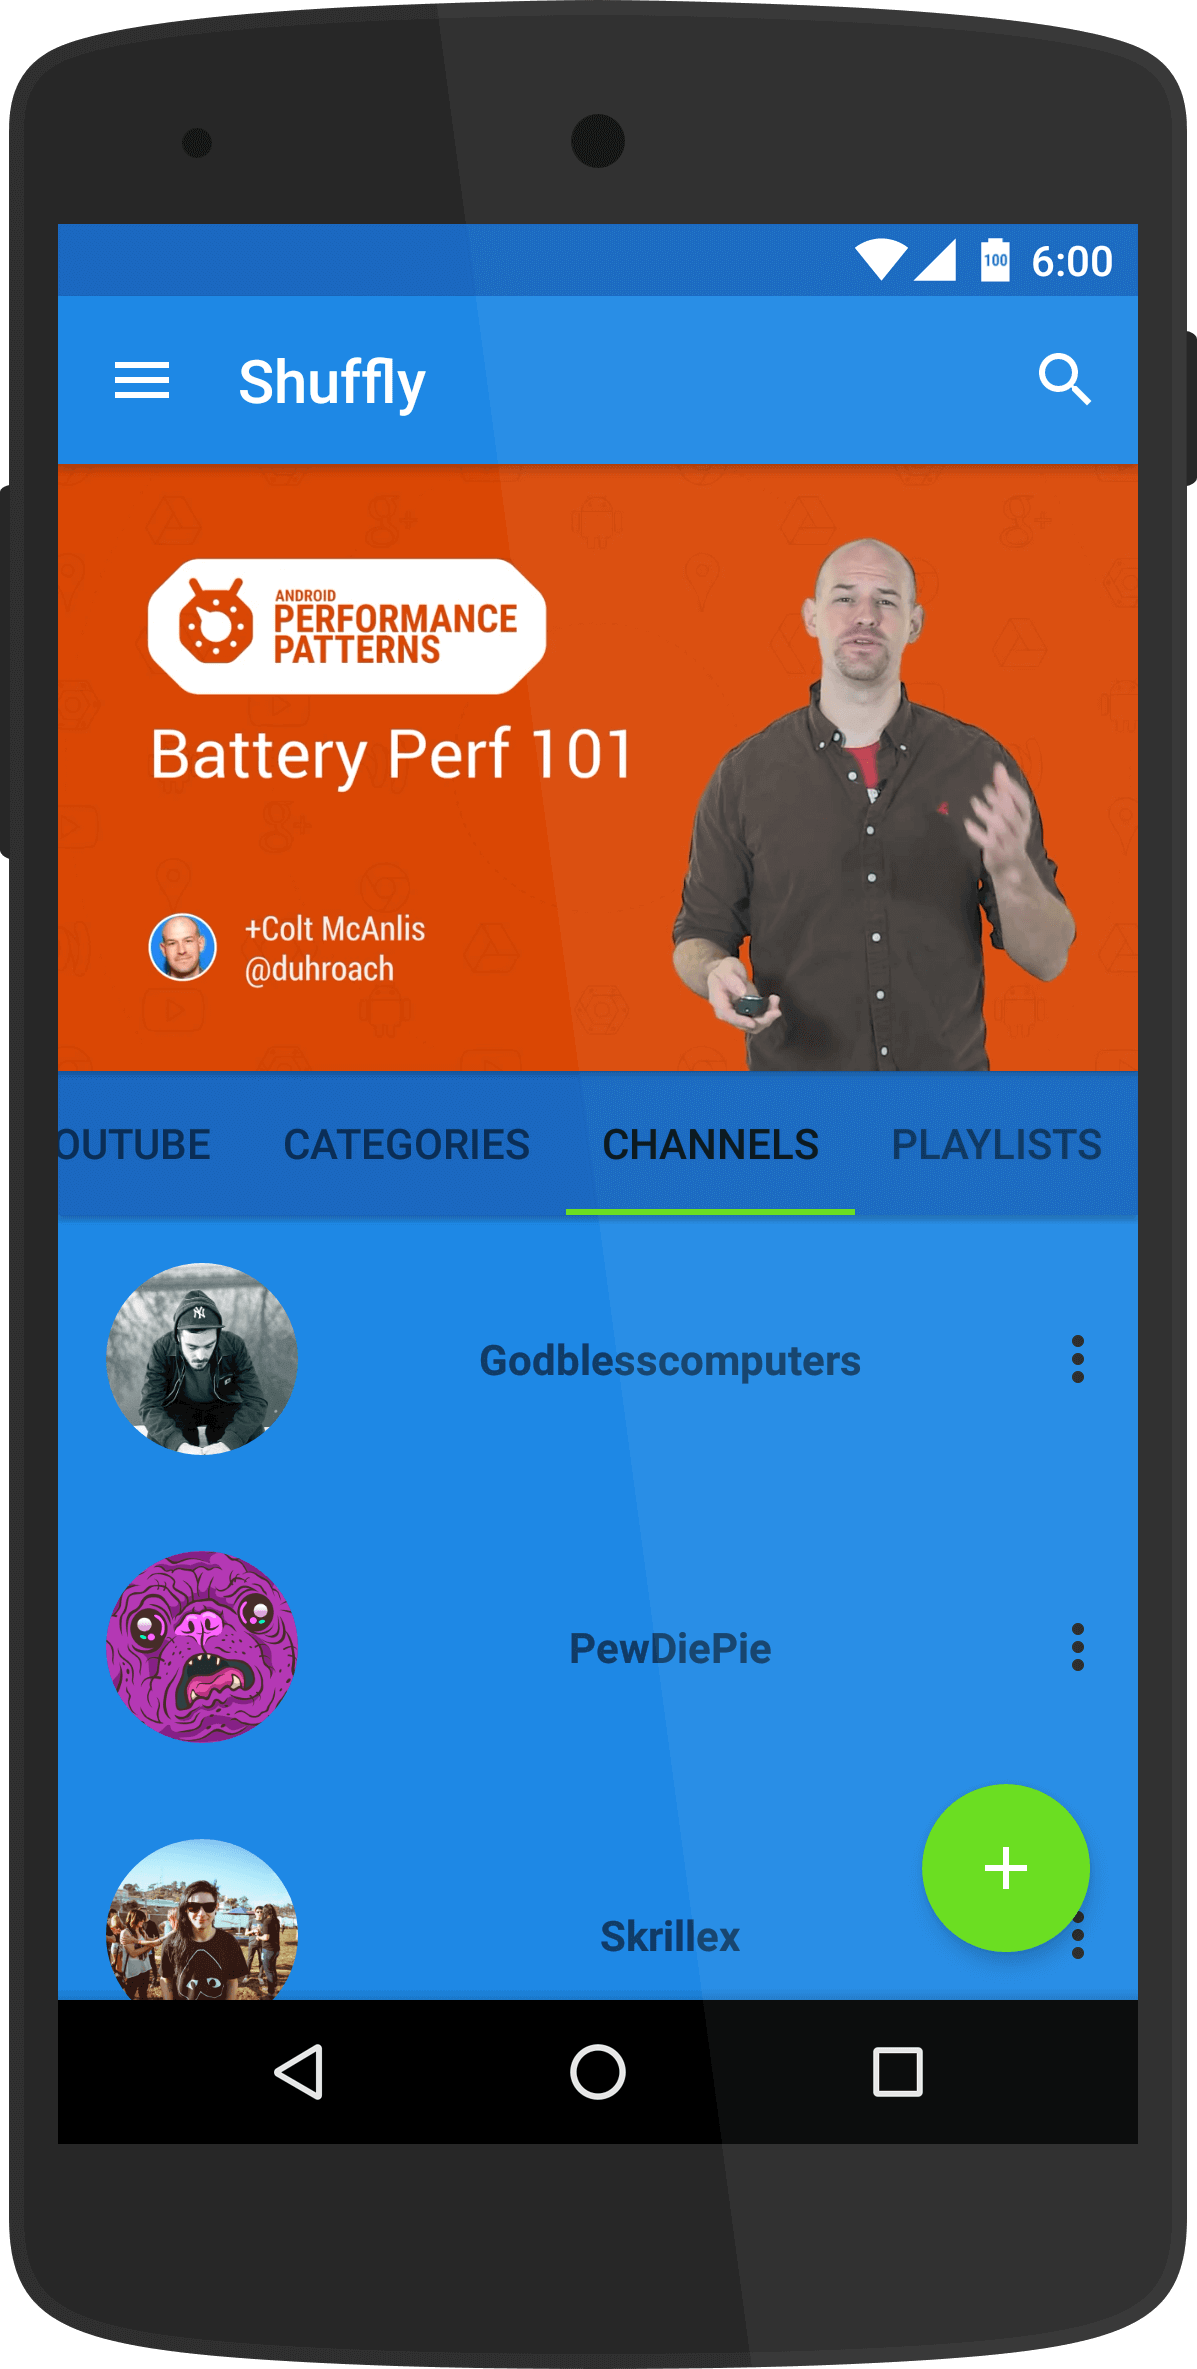 100 6:00
Shuffly
ANDROID
PERFORMANCE
PATTERNS
Battery Perf 101
+Colt McAnlis
@duhroach
OUTUBE CATEGORIES CHANNELS PLAYLISTS
Godblesscomputers
PewDiePie
Skrillex